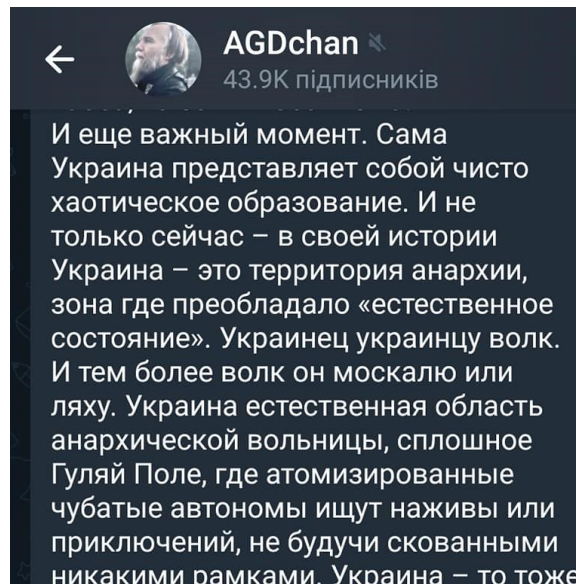 AGDchan
43.9K підписників
И еще важный момент. Сама
Украина представляет собой чисто
хаотическое образование. И не
только сейчас – в своей истории
Украина – это территория анархии,
зона где преобладало «естественное
состояние». Украинец украинцу волк.
И тем более волк он москалю или
ляху. Украина естественная область
анархической вольницы, сплошное
Гуляй Поле, где атомизированные
чубатые автономы ищут наживы или
приключений, не будучи скованными
никакими рамками. Украина – то тоже